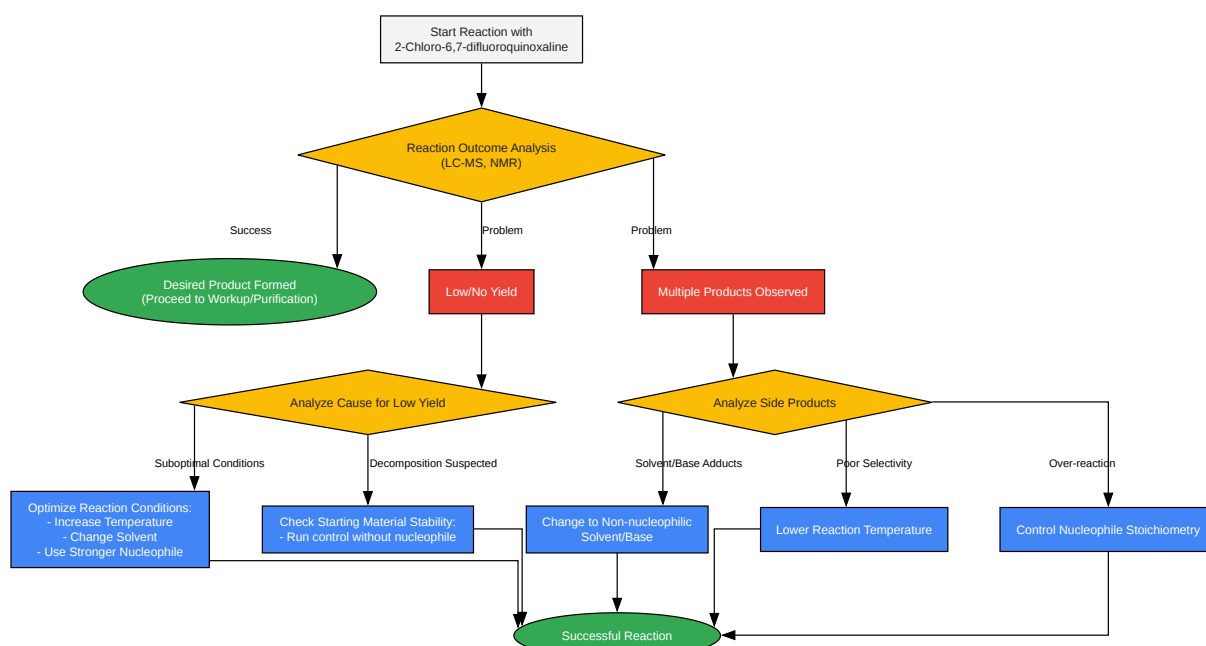 Start Reaction with
2-Chloro-6,7-difluoroquinoxaline
Reaction Outcome Analysis
(LC-MS, NMR)
Success
Problem
Problem
Desired Product Formed
(Proceed to Workup/Purification)
Low/No Yield
Multiple Products Observed
Analyze Cause for Low Yield
Analyze Side Products
Suboptimal Conditions
Decomposition Suspected
Solvent/Base Adducts
Poor Selectivity
Over-reaction
Optimize Reaction Conditions:
- Increase Temperature
- Change Solvent
- Use Stronger Nucleophile
Check Starting Material Stability:
- Run control without nucleophile
Change to Non-nucleophilic
Solvent/Base
Lower Reaction Temperature
Control Nucleophile Stoichiometry
Successful Reaction